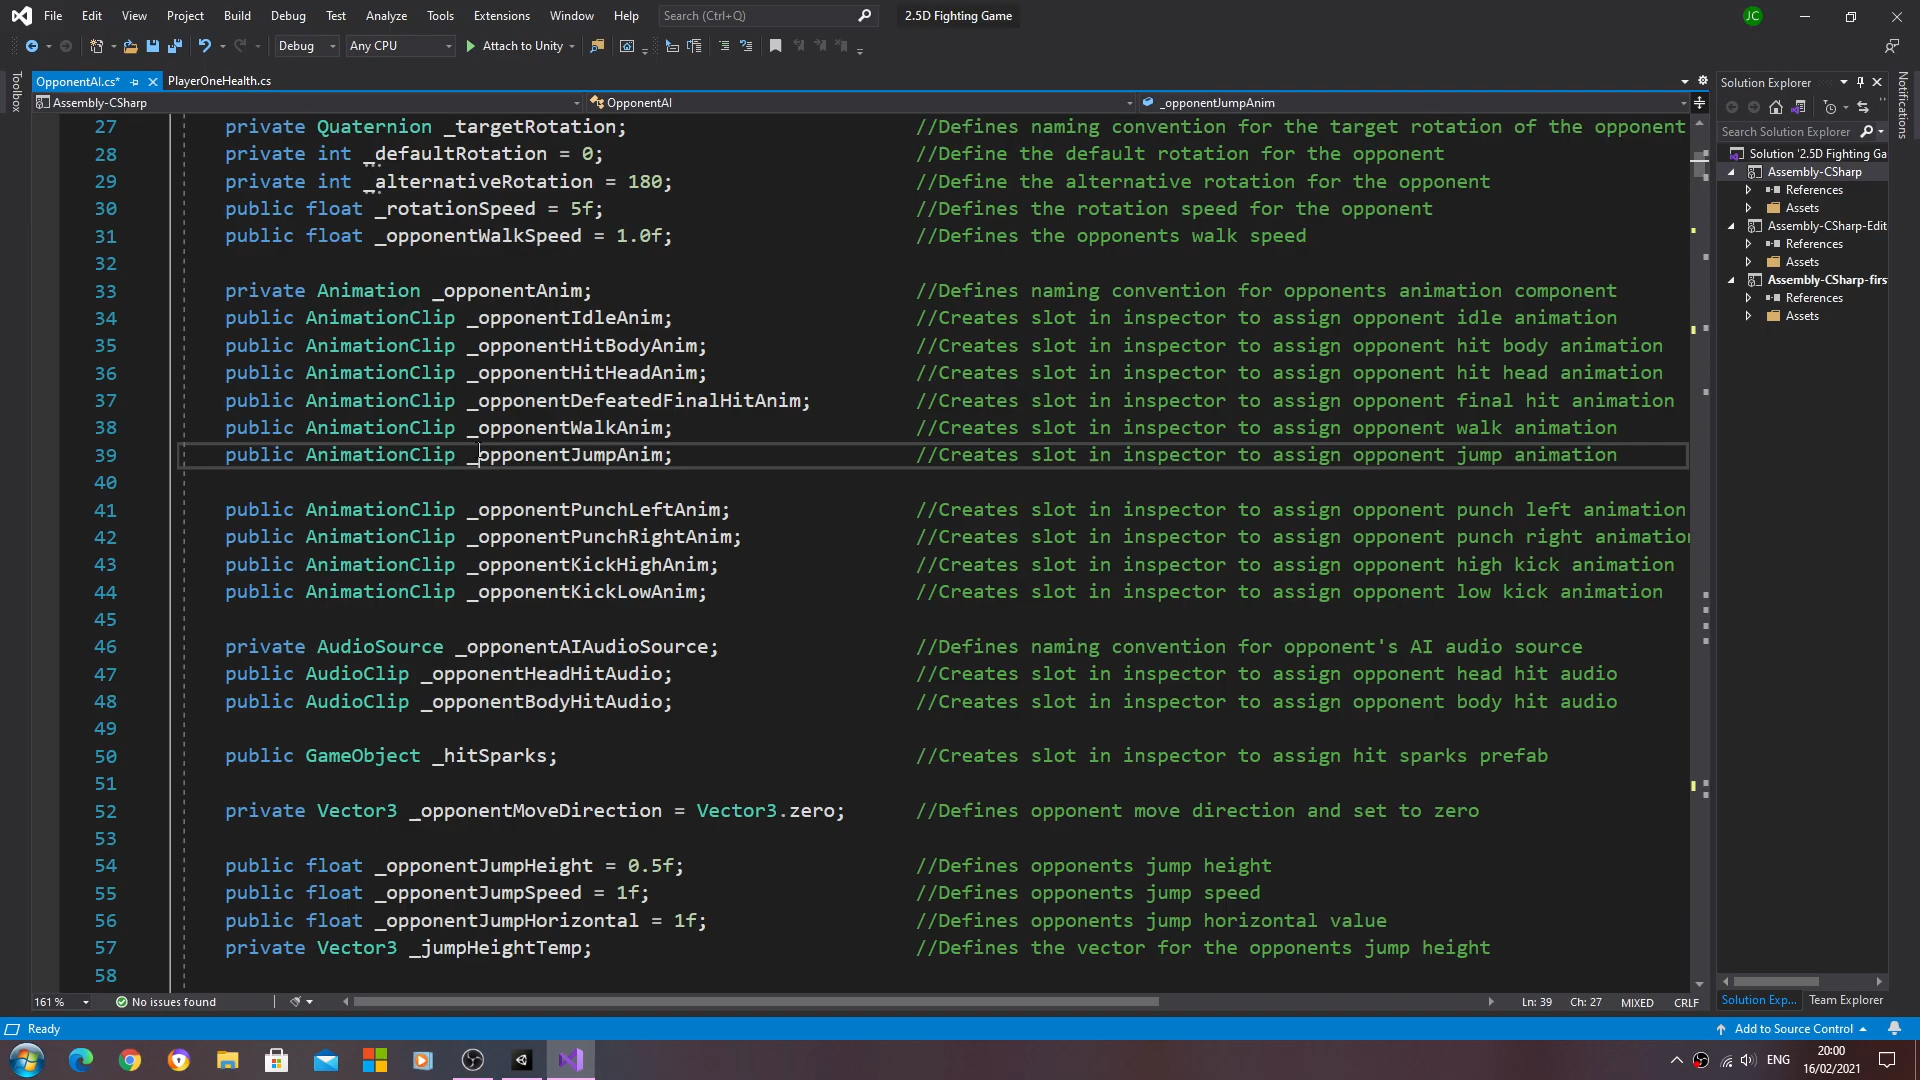 File Edit View Project Build Debug Test Analyze Tools Extensions Window Help Search (Ctrl+Q) 2.5D Fighting Game JC
Debug Any CPU Attach to Unity
Toolbox
OpponentAI.cs* PlayerOneHealth.cs
Assembly-CSharp OpponentAI _opponentJumpAnim
27 private Quaternion _targetRotation; //Defines naming convention for the target rotation of the opponent
28 private int _defaultRotation = 0; //Define the default rotation for the opponent
29 private int _alternativeRotation = 180; //Define the alternative rotation for the opponent
30 public float _rotationSpeed = 5f; //Defines the rotation speed for the opponent
31 public float _opponentWalkSpeed = 1.0f; //Defines the opponents walk speed
32
33 private Animation _opponentAnim; //Defines naming convention for opponents animation component
34 public AnimationClip _opponentIdleAnim; //Creates slot in inspector to assign opponent idle animation
35 public AnimationClip _opponentHitBodyAnim; //Creates slot in inspector to assign opponent hit body animation
36 public AnimationClip _opponentHitHeadAnim; //Creates slot in inspector to assign opponent hit head animation
37 public AnimationClip _opponentDefeatedFinalHitAnim; //Creates slot in inspector to assign opponent final hit animation
38 public AnimationClip _opponentWalkAnim; //Creates slot in inspector to assign opponent walk animation
39 public AnimationClip _opponentJumpAnim; //Creates slot in inspector to assign opponent jump animation
40
41 public AnimationClip _opponentPunchLeftAnim; //Creates slot in inspector to assign opponent punch left animation
42 public AnimationClip _opponentPunchRightAnim; //Creates slot in inspector to assign opponent punch right animation
43 public AnimationClip _opponentKickHighAnim; //Creates slot in inspector to assign opponent high kick animation
44 public AnimationClip _opponentKickLowAnim; //Creates slot in inspector to assign opponent low kick animation
45
46 private AudioSource _opponentAIAudioSource; //Defines naming convention for opponent's AI audio source
47 public AudioClip _opponentHeadHitAudio; //Creates slot in inspector to assign opponent head hit audio
48 public AudioClip _opponentBodyHitAudio; //Creates slot in inspector to assign opponent body hit audio
49
50 public GameObject _hitSparks; //Creates slot in inspector to assign hit sparks prefab
51
52 private Vector3 _opponentMoveDirection = Vector3.zero; //Defines opponent move direction and set to zero
53
54 public float _opponentJumpHeight = 0.5f; //Defines opponents jump height
55 public float _opponentJumpSpeed = 1f; //Defines opponents jump speed
56 public float _opponentJumpHorizontal = 1f; //Defines opponents jump horizontal value
57 private Vector3 _jumpHeightTemp; //Defines the vector for the opponents jump height
58
161 % No issues found Ln: 39 Ch: 27 MIXED CRLF
Solution Explorer
Search Solution Explorer
Solution '2.5D Fighting Ga
Assembly-CSharp
References
Assets
Assembly-CSharp-Edit
References
Assets
Assembly-CSharp-firs
References
Assets
Solution Exp... Team Explorer
Notifications
Ready Add to Source Control
ENG 20:00
16/02/2021